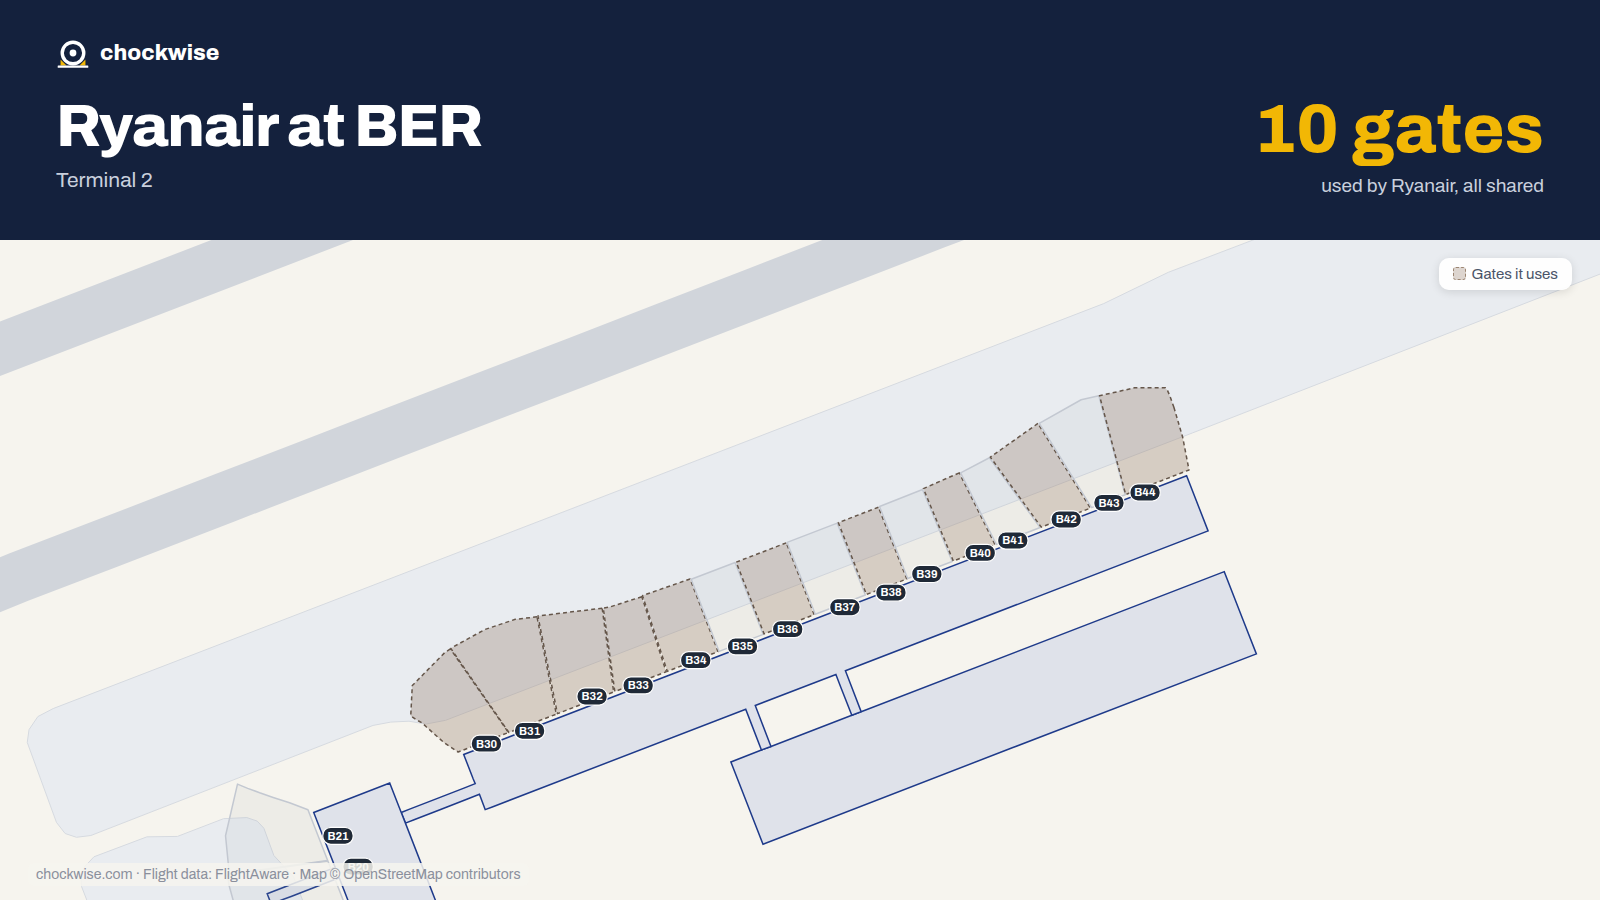 chockwise
Ryanair at BER
Terminal 2
10 gates
used by Ryanair, all shared
Gates it uses
B44
B43
B42
B41
B40
B39
B38
B37
B36
B35
B34
B33
B32
B31
B30
B21
chockwise.com · Flight data: FlightAware · Map © OpenStreetMap contributors